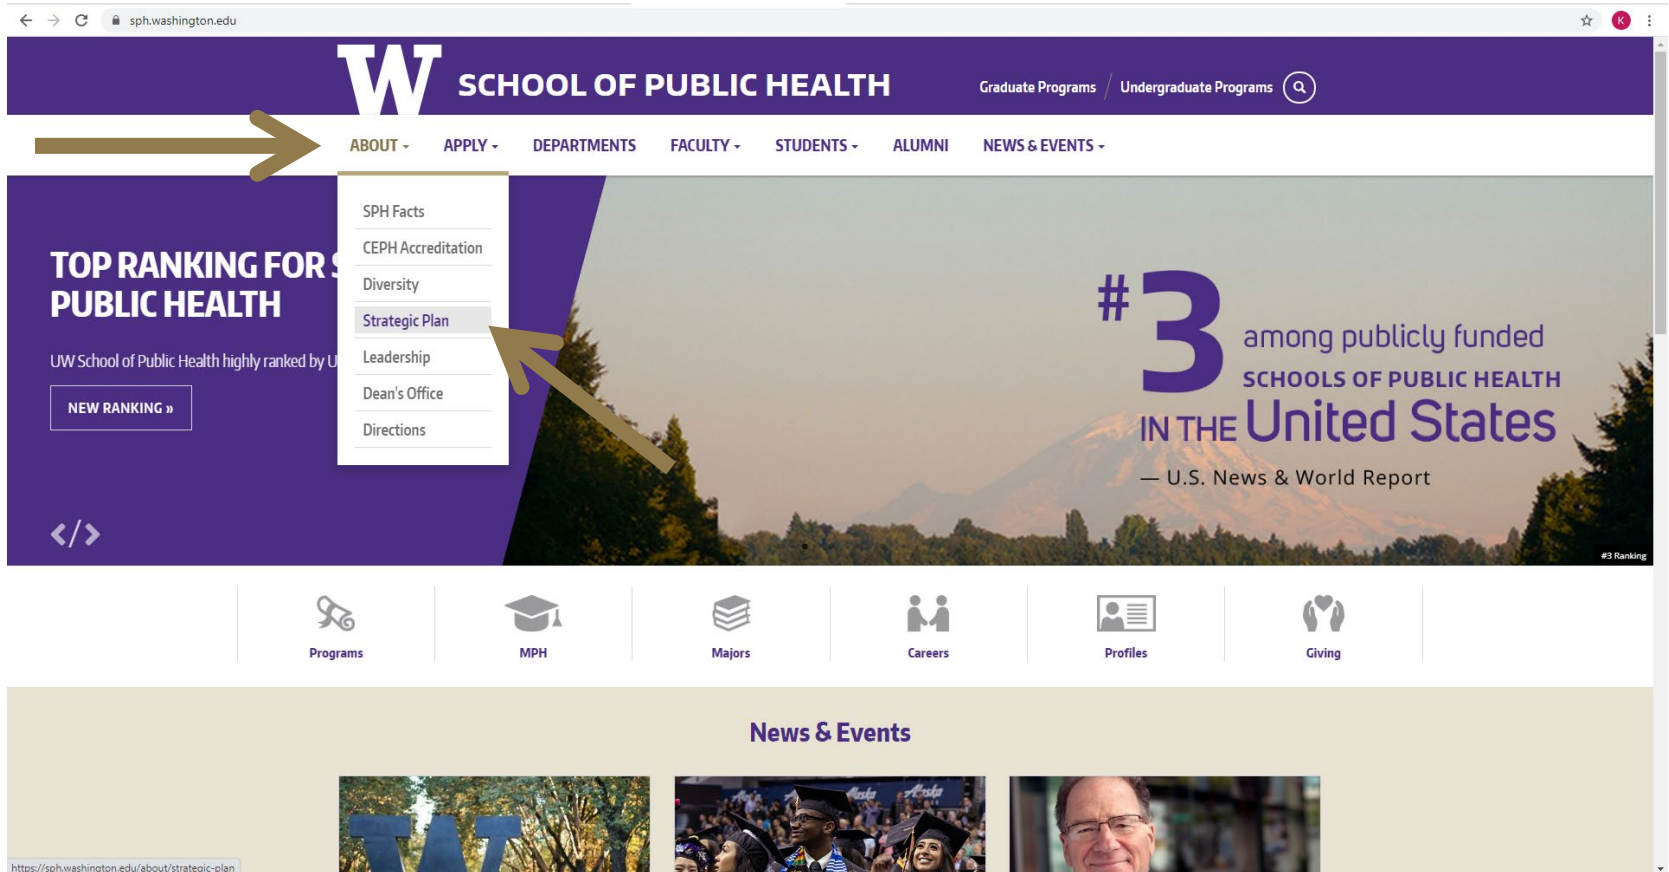 sph.washington.edu
K
W SCHOOL OF PUBLIC HEALTH
Graduate Programs / Undergraduate Programs
ABOUT APPLY DEPARTMENTS FACULTY STUDENTS ALUMNI NEWS & EVENTS
SPH Facts
CEPH Accreditation
Diversity
Strategic Plan
Leadership
Dean's Office
Directions
TOP RANKING FOR S
PUBLIC HEALTH
UW School of Public Health highly ranked by U
NEW RANKING »
#3
among publicly funded
SCHOOLS OF PUBLIC HEALTH
IN THE United States
— U.S. News & World Report
#3 Ranking
Programs MPH Majors Careers Profiles Giving
News & Events
Alaska Alaska
https://sph.washington.edu/about/strategic-plan